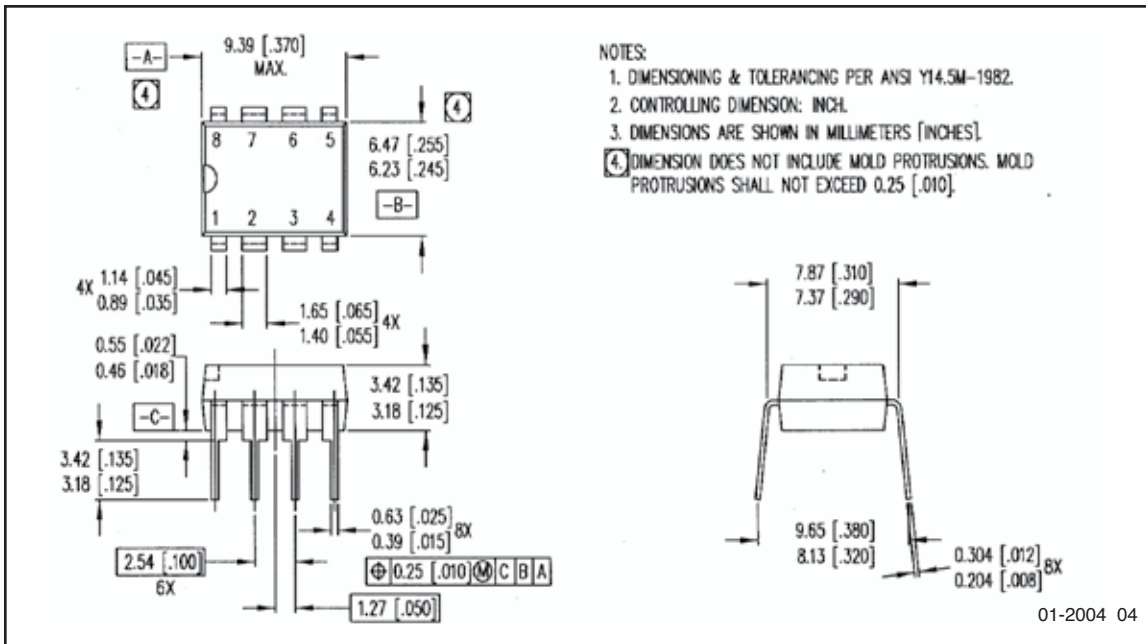 -A-
9.39 [.370]
MAX.
4
4
8 7 6 5
6.47 [.255]
6.23 [.245]
-B-
1 2 3 4
4X 1.14 [.045]
0.89 [.035]
1.65 [.065]
1.40 [.055] 4X
0.55 [.022]
0.46 [.018]
3.42 [.135]
3.18 [.125]
-C-
3.42 [.135]
3.18 [.125]
0.63 [.025]
0.39 [.015] 8X
2.54 [.100]
6X
⌖ 0.25 [.010] Ⓜ C B A
1.27 [.050]
NOTES:
1. DIMENSIONING & TOLERANCING PER ANSI Y14.5M-1982.
2. CONTROLLING DIMENSION: INCH.
3. DIMENSIONS ARE SHOWN IN MILLIMETERS [INCHES].
4. DIMENSION DOES NOT INCLUDE MOLD PROTRUSIONS. MOLD
PROTRUSIONS SHALL NOT EXCEED 0.25 [.010].
7.87 [.310]
7.37 [.290]
9.65 [.380]
8.13 [.320]
0.304 [.012]
0.204 [.008] 8X
01-2004 04